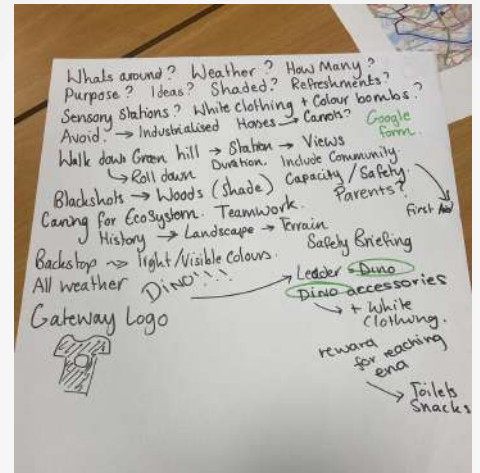 Whats around? Weather? How Many?
Purpose? Ideas? Shaded? Refreshments?
Sensory Stations? White clothing + Colour bombs?
Avoid. → Industrialised Horses → Carrots? Google form.
Walk down Green hill → Station → Views
↳ Roll down Duration. Include Community.
Blackshots → Woods (shade) Capacity / Safety.
Caring for EcoSystem. Teamwork. Parents?
First Aid
History → Landscape → Terrain
Safety Briefing
Backstop → light/Visible Colours.
All weather DINO!!!! → Leader = Dino
Dino accessories
Gateway Logo
→ + White Clothing.
reward for reaching end
→ Toilets
Snacks